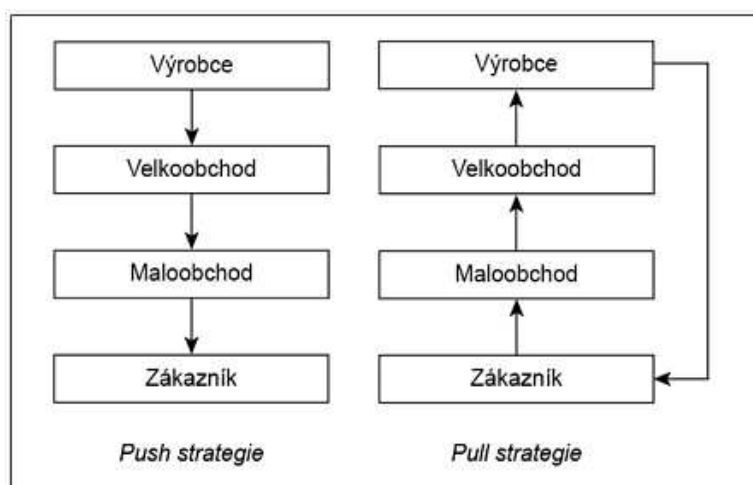 Výrobce
Velkoobchod
Maloobchod
Zákazník
Push strategie
Výrobce
Velkoobchod
Maloobchod
Zákazník
Pull strategie